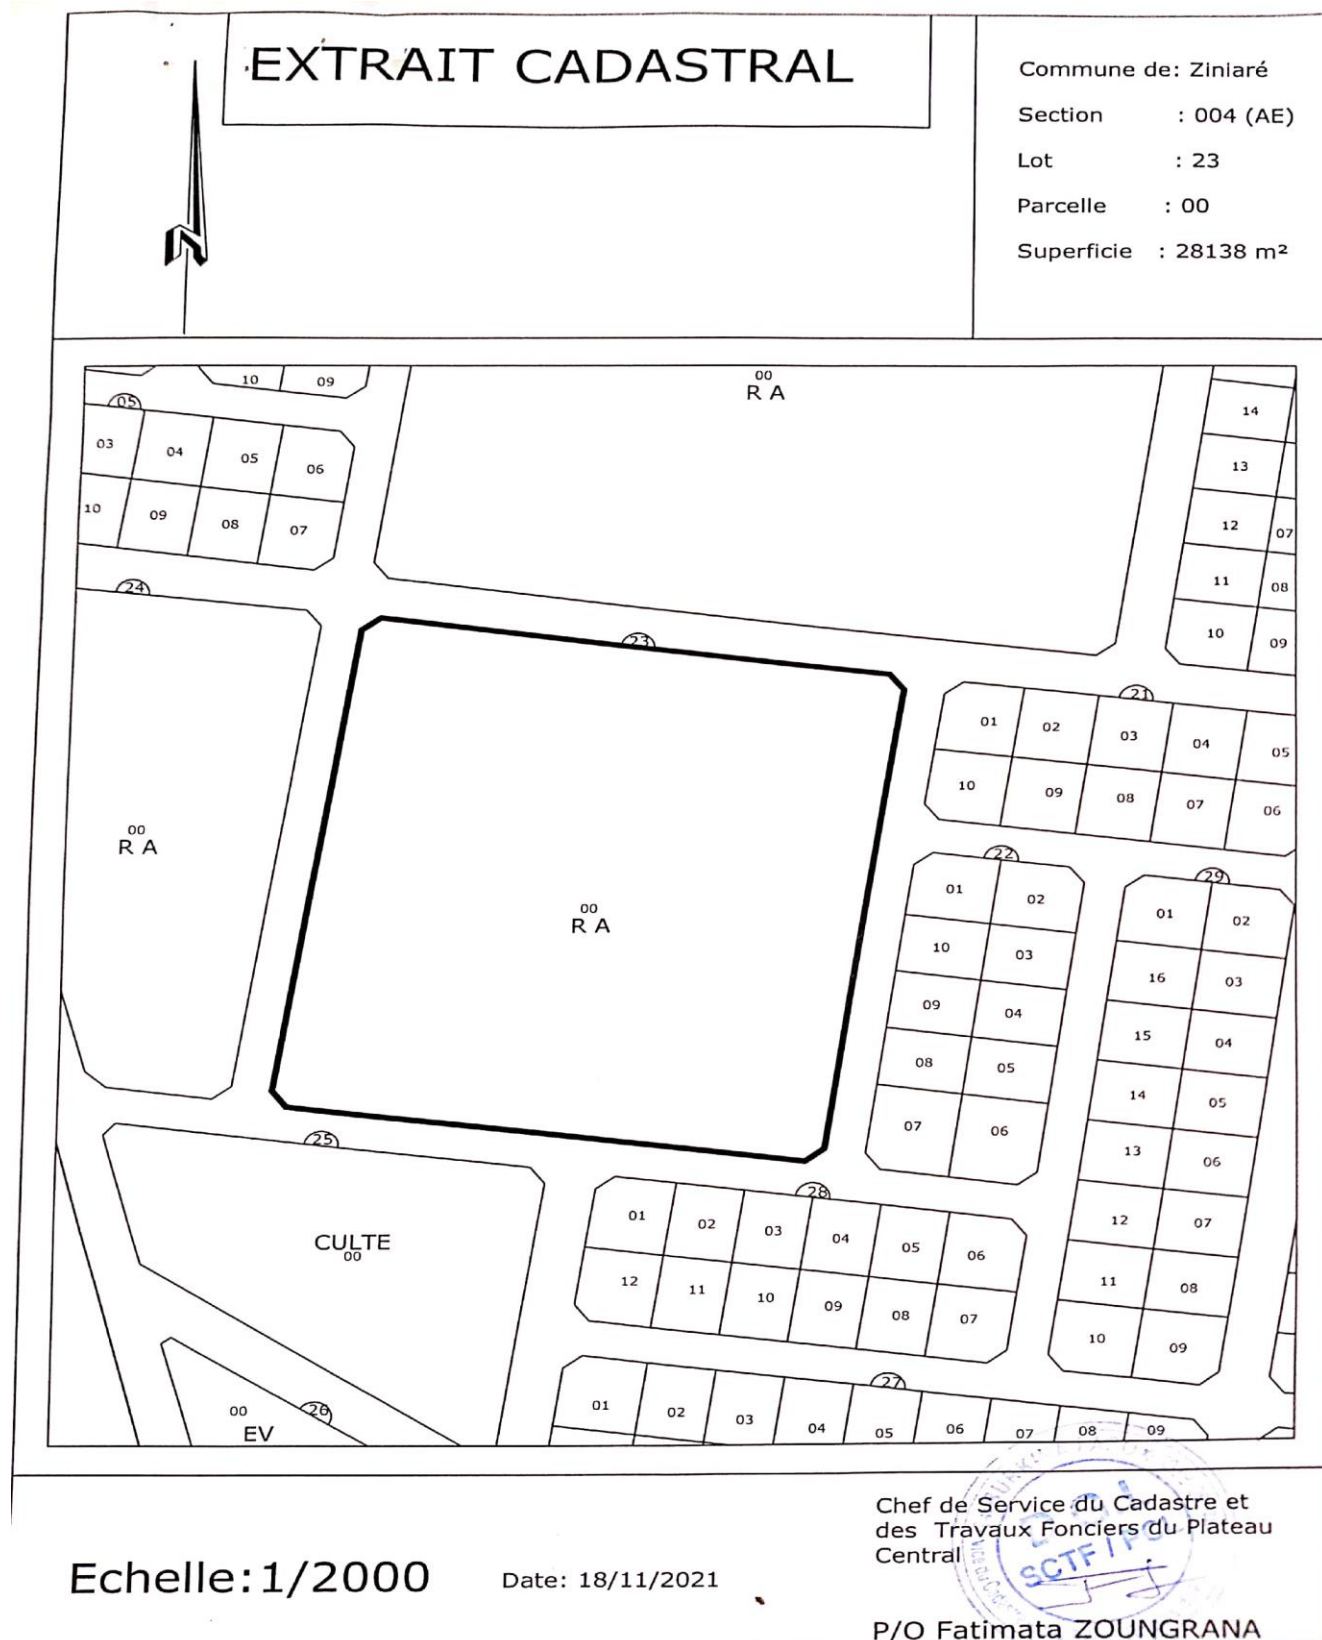 EXTRAIT CADASTRAL
Commune de: Ziniaré
Section : 004 (AE)
Lot : 23
Parcelle : 00
Superficie : 28138 m²
N
10 09
00
R A
05
03 04 05 06
10 09 08 07
14
13
12 07
11 08
10 09
24
23
21
01 02 03 04 05
10 09 08 07 06
00
R A
00
R A
22
01 02
10 03
09 04
08 05
07 06
29
01 02
16 03
15 04
14 05
13 06
12 07
11 08
10 09
25
CULTE
00
28
01 02 03 04 05 06
12 11 10 09 08 07
27
01 02 03 04 05 06 07 08 09
26
00
EV
Chef de Service du Cadastre et
des Travaux Fonciers du Plateau
Central
SCTF / PCL
Echelle:1/2000
Date: 18/11/2021
P/O Fatimata ZOUNGRANA